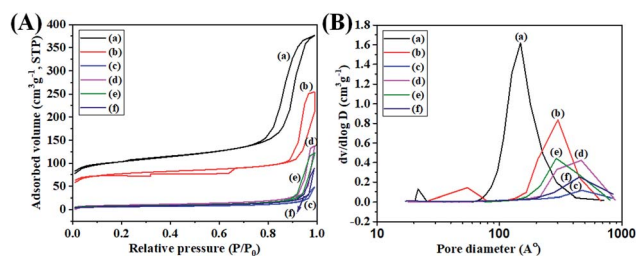 (A)
400
350
300
250
200
150
100
50
0
Adsorbed volume (cm³g⁻¹, STP)
(a)
(b)
(c)
(d)
(e)
(f)
(a)
(b)
(d)
(e)
(f)
(c)
0.0 0.2 0.4 0.6 0.8 1.0
Relative pressure (P/P₀)
(B)
1.8
1.6
1.4
1.2
1.0
0.8
0.6
0.4
0.2
0.0
dv/dlog D (cm³g⁻¹)
(a)
(b)
(c)
(d)
(e)
(f)
(a)
(b)
(e)
(d)
(f)
(c)
10 100 1000
Pore diameter (A°)